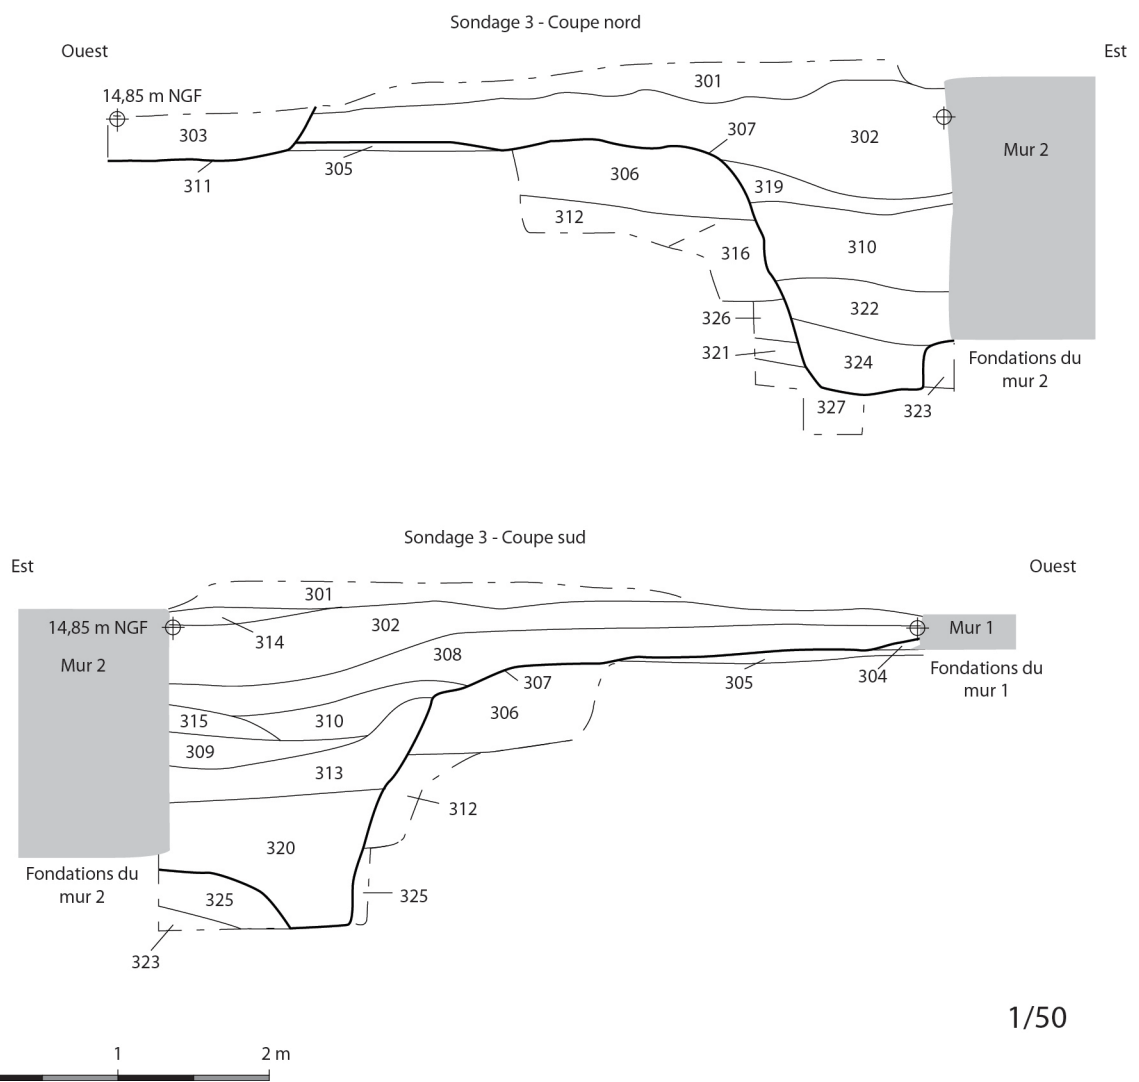 Sondage 3 - Coupe nord
Ouest
Est
14,85 m NGF
301
303
307
302
Mur 2
311
305
306
319
312
316
310
326
322
321
324
Fondations du
mur 2
327
323
Sondage 3 - Coupe sud
Est
Ouest
301
14,85 m NGF
314
302
Mur 1
Mur 2
308
304
Fondations du
mur 1
307
305
315
310
306
309
313
312
320
Fondations du
mur 2
325
325
323
1/50
1
2 m